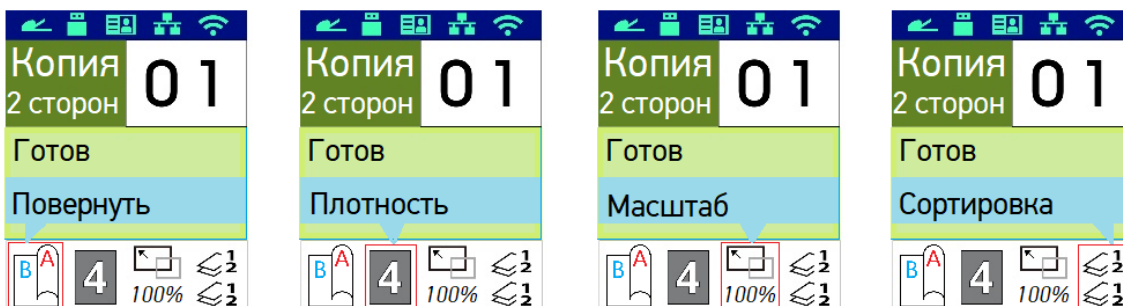 Копия 01
2 сторон
Готов
Повернуть
B A 4 100% 1 2 1 2
Копия 01
2 сторон
Готов
Плотность
B A 4 100% 1 2 1 2
Копия 01
2 сторон
Готов
Масштаб
B A 4 100% 1 2 1 2
Копия 01
2 сторон
Готов
Сортировка
B A 4 100% 1 2 1 2